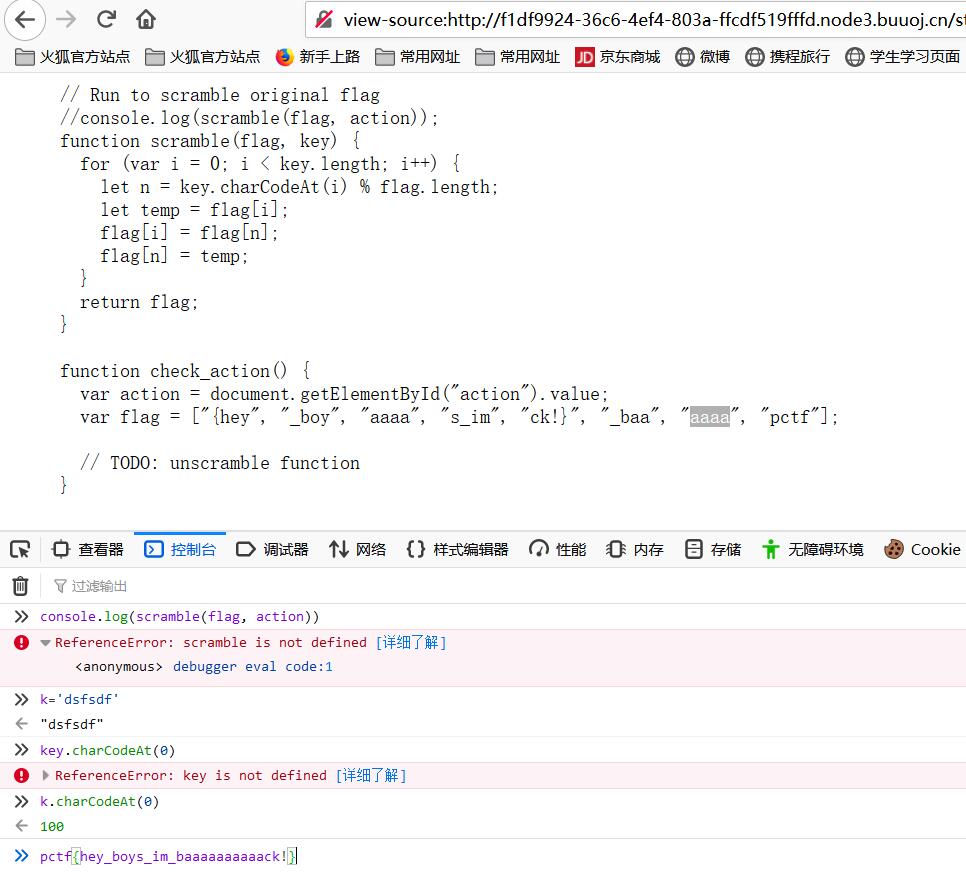 view-source:http://f1df9924-36c6-4ef4-803a-ffcdf519fffd.node3.buuoj.cn/st
火狐官方站点 火狐官方站点 新手上路 常用网址 常用网址 JD 京东商城 微博 携程旅行 学生学习页面
// Run to scramble original flag
//console.log(scramble(flag, action));
function scramble(flag, key) {
for (var i = 0; i < key.length; i++) {
let n = key.charCodeAt(i) % flag.length;
let temp = flag[i];
flag[i] = flag[n];
flag[n] = temp;
}
return flag;
}
function check_action() {
var action = document.getElementById("action").value;
var flag = ["{hey", "_boy", "aaaa", "s_im", "ck!}", "_baa", "aaaa", "pctf"];
// TODO: unscramble function
}
查看器 控制台 调试器 网络 样式编辑器 性能 内存 存储 无障碍环境 Cookie
过滤输出
console.log(scramble(flag, action))
ReferenceError: scramble is not defined [详细了解]
<anonymous> debugger eval code:1
k='dsfsdf'
"dsfsdf"
key.charCodeAt(0)
ReferenceError: key is not defined [详细了解]
k.charCodeAt(0)
100
pctf{hey_boys_im_baaaaaaaaaack!}